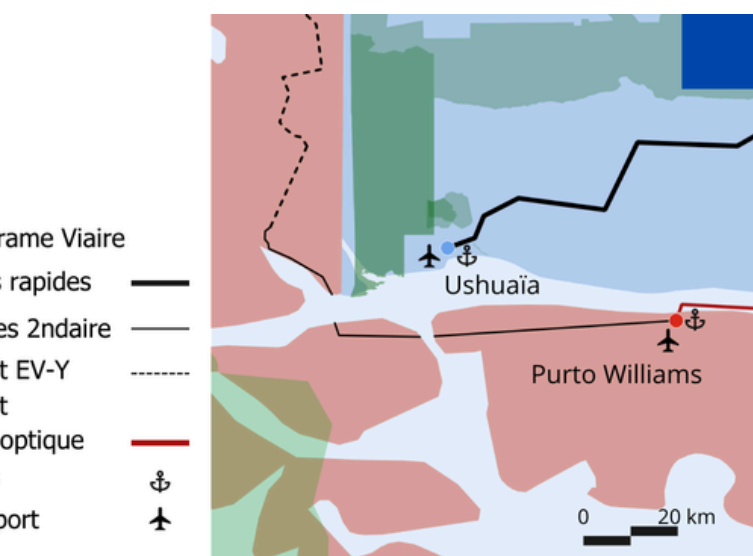 rame Viaire
s rapides
es 2ndaire
t EV-Y
t
optique
port
Ushuaïa
Purto Williams
0 20 km